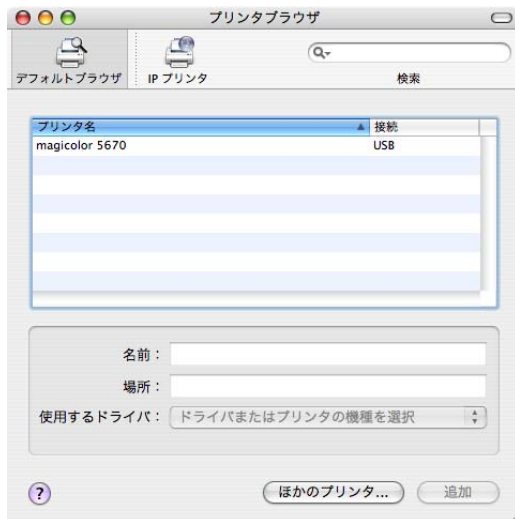 プリンタブラウザ
デフォルトブラウザ
IP プリンタ
検索
プリンタ名
接続
magicolor 5670
USB
名前：
場所：
使用するドライバ：
ドライバまたはプリンタの機種を選択
?
ほかのプリンタ...
追加